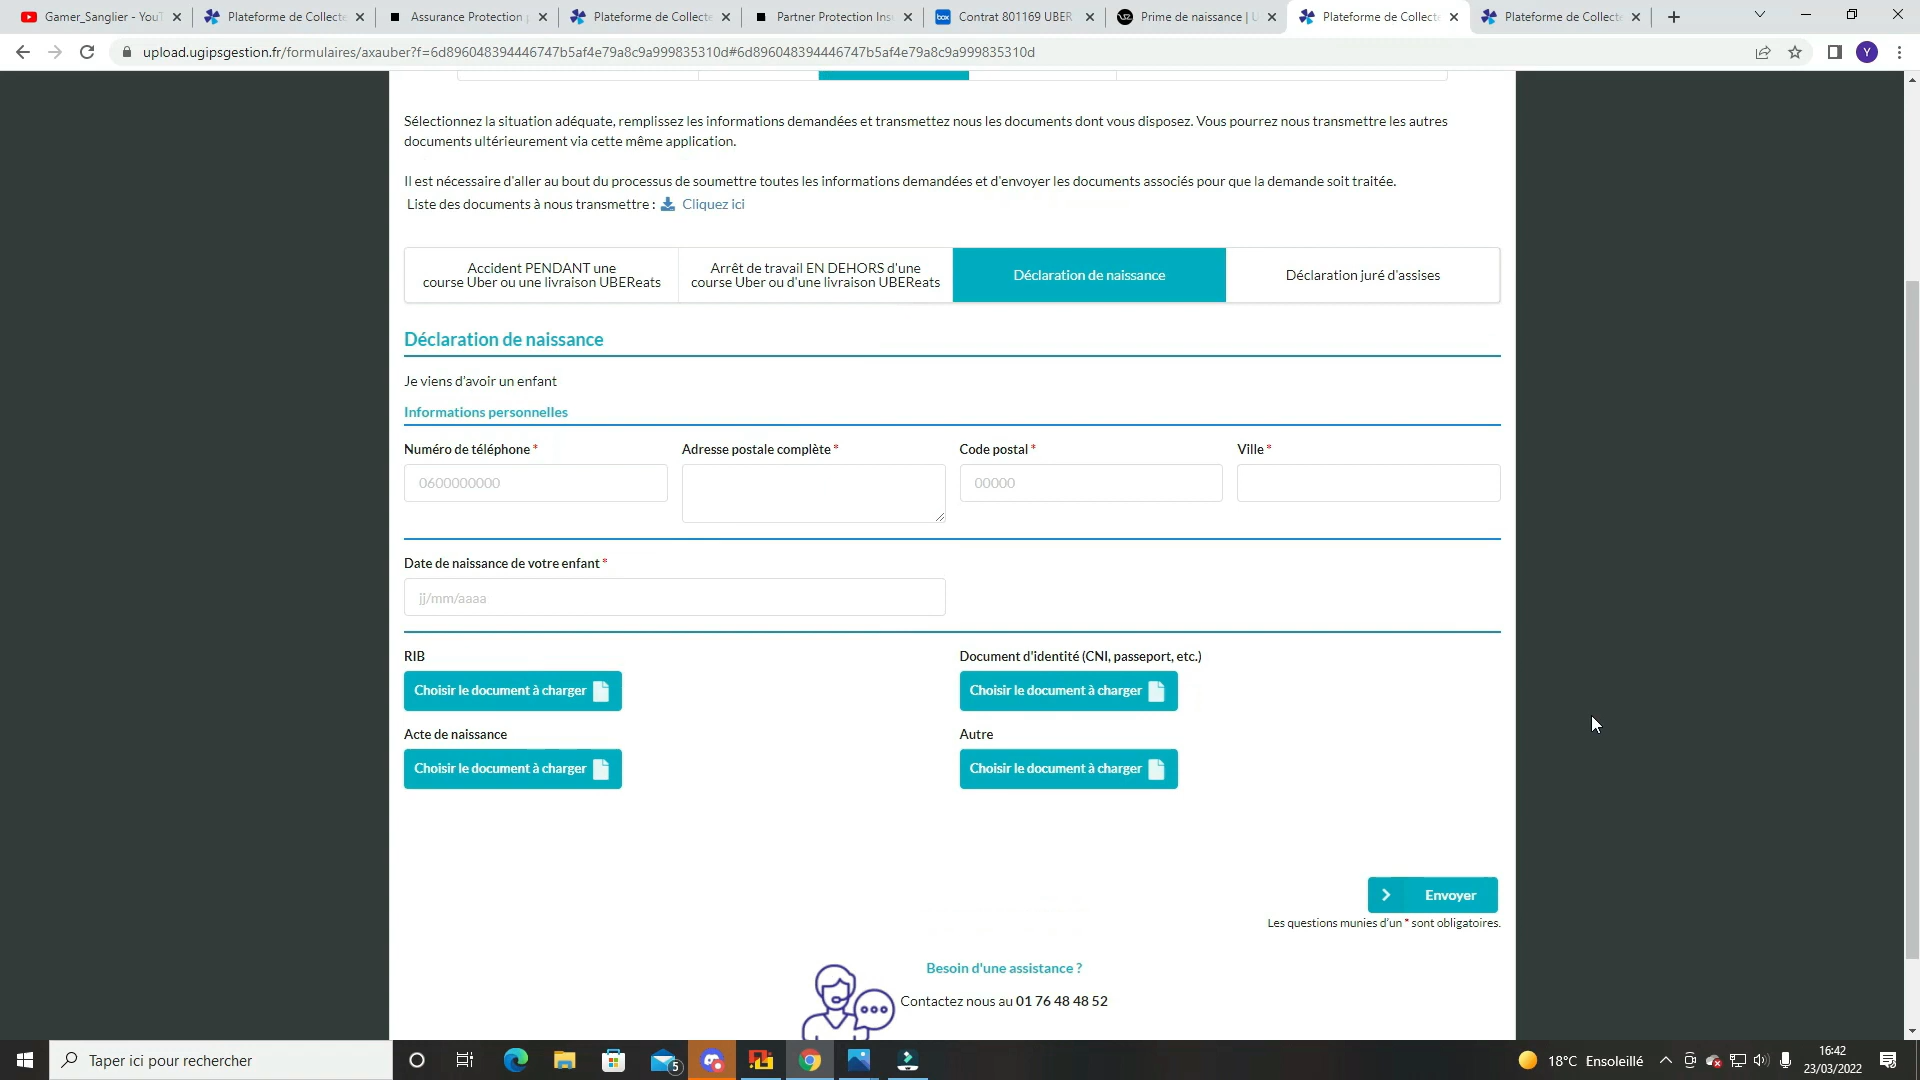 Gamer_Sanglier - YouT
Plateforme de Collecte
Assurance Protection p
Plateforme de Collecte
Partner Protection Ins
Contrat 801169 UBER
Prime de naissance | U
Plateforme de Collecte
Plateforme de Collecte
upload.ugipsgestion.fr/formulaires/axauber?f=6d896048394446747b5af4e79a8c9a999835310d#6d896048394446747b5af4e79a8c9a999835310d
Y
Sélectionnez la situation adéquate, remplissez les informations demandées et transmettez nous les documents dont vous disposez. Vous pourrez nous transmettre les autres
documents ultérieurement via cette même application.
Il est nécessaire d'aller au bout du processus de soumettre toutes les informations demandées et d'envoyer les documents associés pour que la demande soit traitée.
Liste des documents à nous transmettre : Cliquez ici
Accident PENDANT une
course Uber ou une livraison UBEReats
Arrêt de travail EN DEHORS d'une
course Uber ou d'une livraison UBEReats
Déclaration de naissance
Déclaration juré d'assises
Déclaration de naissance
Je viens d'avoir un enfant
Informations personnelles
Numéro de téléphone *
Adresse postale complète *
Code postal *
Ville *
0600000000
00000
Date de naissance de votre enfant *
jj/mm/aaaa
RIB
Document d'identité (CNI, passeport, etc.)
Choisir le document à charger
Choisir le document à charger
Acte de naissance
Autre
Choisir le document à charger
Choisir le document à charger
Envoyer
Les questions munies d'un * sont obligatoires.
Besoin d'une assistance ?
Contactez nous au 01 76 48 48 52
Taper ici pour rechercher
5
18°C Ensoleillé
16:42
23/03/2022